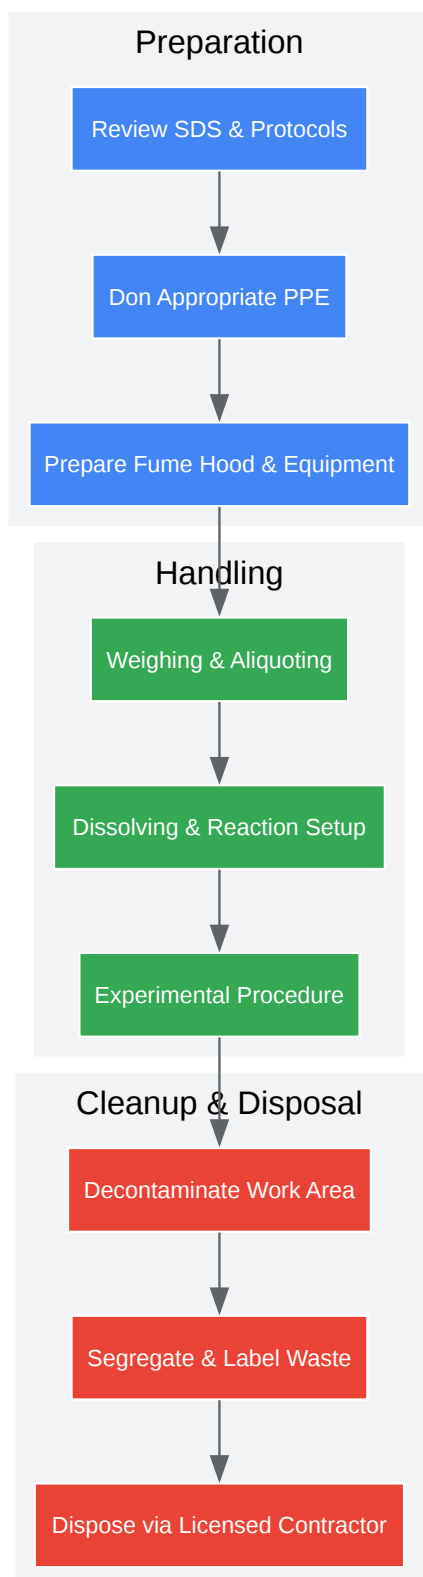 Preparation
Review SDS & Protocols
Don Appropriate PPE
Prepare Fume Hood & Equipment
Handling
Weighing & Aliquoting
Dissolving & Reaction Setup
Experimental Procedure
Cleanup & Disposal
Decontaminate Work Area
Segregate & Label Waste
Dispose via Licensed Contractor